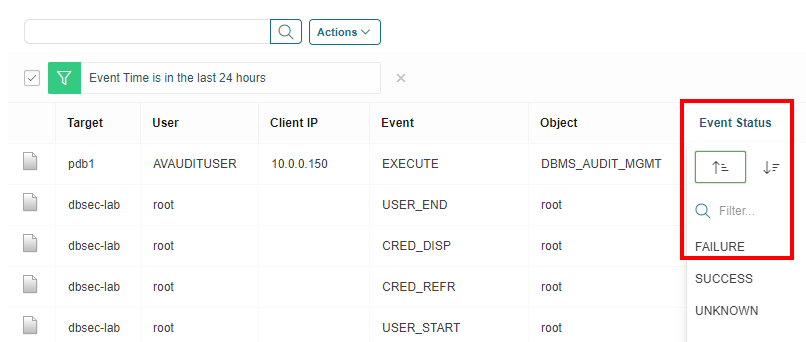 Actions
Event Time is in the last 24 hours
Target User Client IP Event Object Event Status
pdb1 AVAUDITUSER 10.0.0.150 EXECUTE DBMS_AUDIT_MGMT
dbsec-lab root USER_END root Filter...
dbsec-lab root CRED_DISP root FAILURE
dbsec-lab root CRED_REFR root SUCCESS
UNKNOWN
dbsec-lab root USER_START root